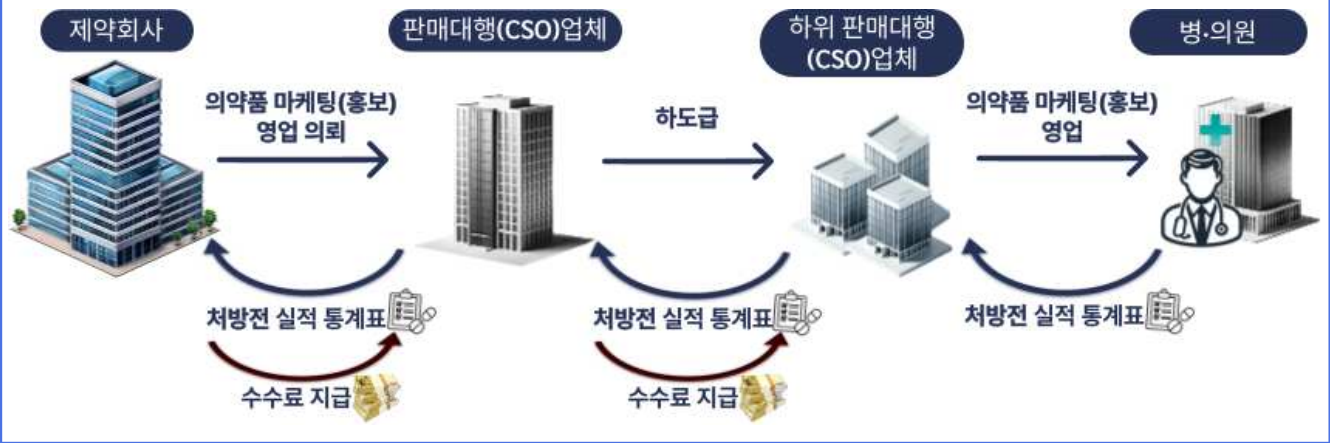 제약회사
판매대행(CSO)업체
하위 판매대행
(CSO)업체
병·의원
의약품 마케팅(홍보)
영업 의뢰
하도급
의약품 마케팅(홍보)
영업
처방전 실적 통계표
처방전 실적 통계표
처방전 실적 통계표
수수료 지급
수수료 지급